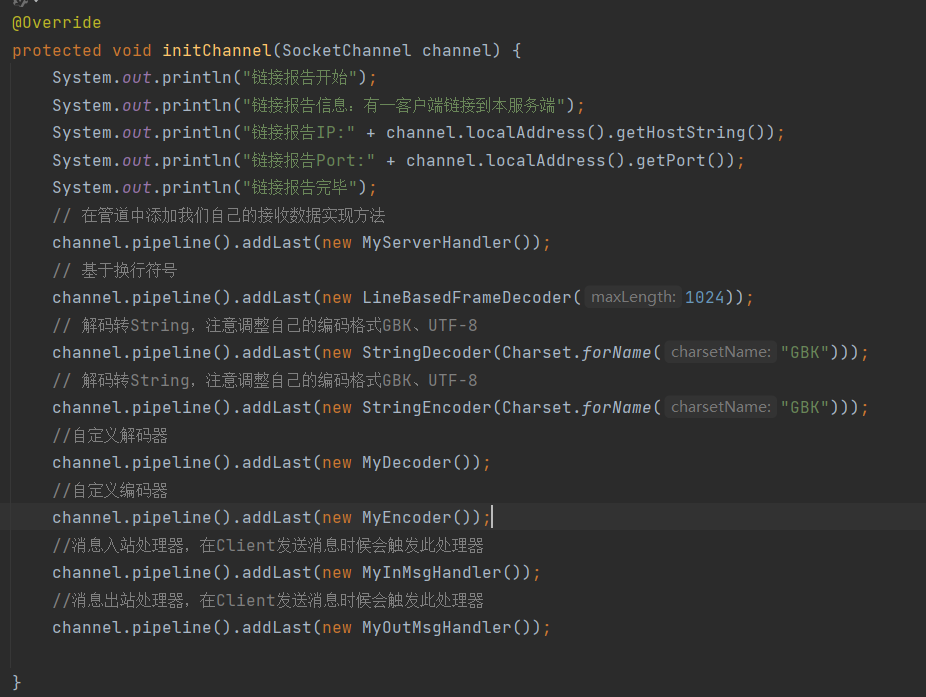 @Override
protected void initChannel(SocketChannel channel) {
System.out.println("链接报告开始");
System.out.println("链接报告信息：有一客户端链接到本服务端");
System.out.println("链接报告IP:" + channel.localAddress().getHostString());
System.out.println("链接报告Port:" + channel.localAddress().getPort());
System.out.println("链接报告完毕");
// 在管道中添加我们自己的接收数据实现方法
channel.pipeline().addLast(new MyServerHandler());
// 基于换行符号
channel.pipeline().addLast(new LineBasedFrameDecoder( maxLength: 1024));
// 解码转String，注意调整自己的编码格式GBK、UTF-8
channel.pipeline().addLast(new StringDecoder(Charset.forName( charsetName: "GBK")));
// 解码转String，注意调整自己的编码格式GBK、UTF-8
channel.pipeline().addLast(new StringEncoder(Charset.forName( charsetName: "GBK")));
//自定义解码器
channel.pipeline().addLast(new MyDecoder());
//自定义编码器
channel.pipeline().addLast(new MyEncoder());
//消息入站处理器，在Client发送消息时候会触发此处理器
channel.pipeline().addLast(new MyInMsgHandler());
//消息出站处理器，在Client发送消息时候会触发此处理器
channel.pipeline().addLast(new MyOutMsgHandler());
}